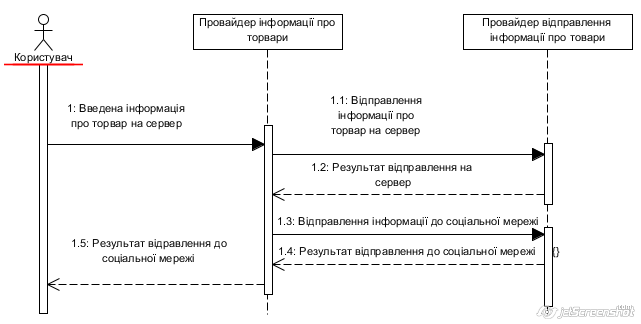 Провайдер інформації про
торвари
Провайдер відправлення
інформації про товари
Користувач
1: Введена інформація
про торвар на сервер
1.1: Відправлення
інформації про
торвар на сервер
1.2: Результат відправлення на
сервер
1.3: Відправлення інформації до соціальної мережі
1.4: Результат відправлення до соціальної мережі
{}
1.5: Результат відравлення до
соціальної мережі
jetScreenshot